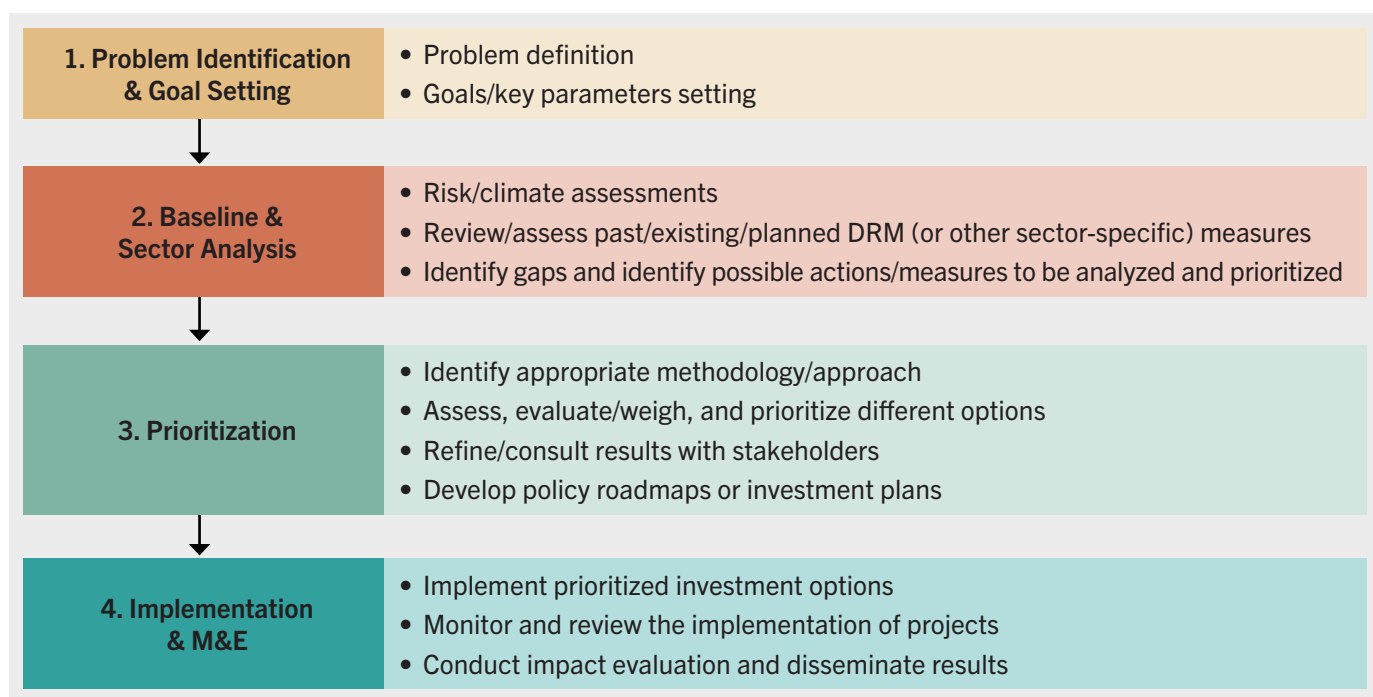 1. Problem Identification
& Goal Setting
• Problem definition
• Goals/key parameters setting
2. Baseline &
Sector Analysis
• Risk/climate assessments
• Review/assess past/existing/planned DRM (or other sector-specific) measures
• Identify gaps and identify possible actions/measures to be analyzed and prioritized
3. Prioritization
• Identify appropriate methodology/approach
• Assess, evaluate/weigh, and prioritize different options
• Refine/consult results with stakeholders
• Develop policy roadmaps or investment plans
4. Implementation
& M&E
• Implement prioritized investment options
• Monitor and review the implementation of projects
• Conduct impact evaluation and disseminate results